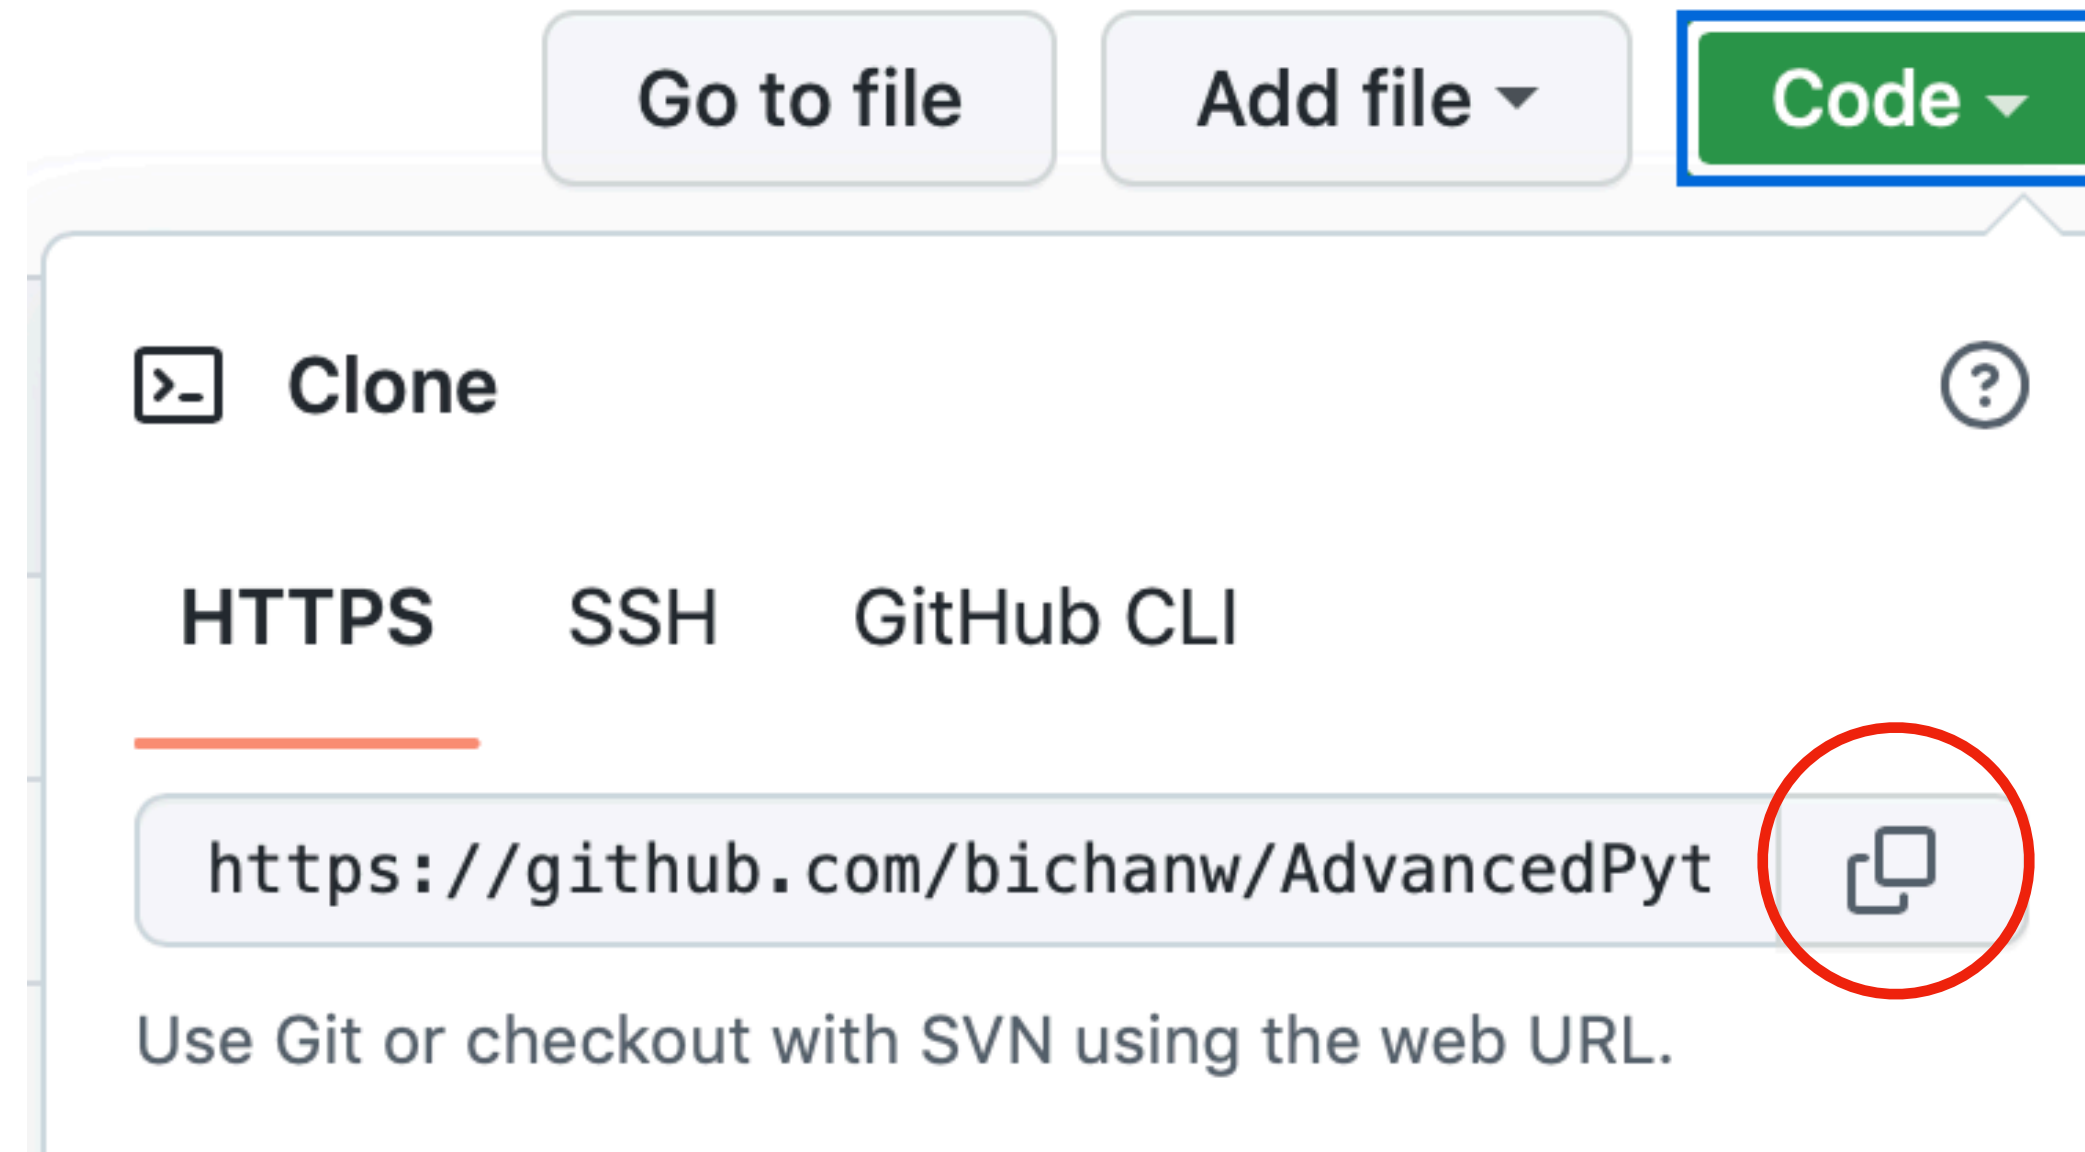 Go to file Add file Code
Clone
HTTPS SSH GitHub CLI
https://github.com/bichanw/AdvancedPyt
Use Git or checkout with SVN using the web URL.